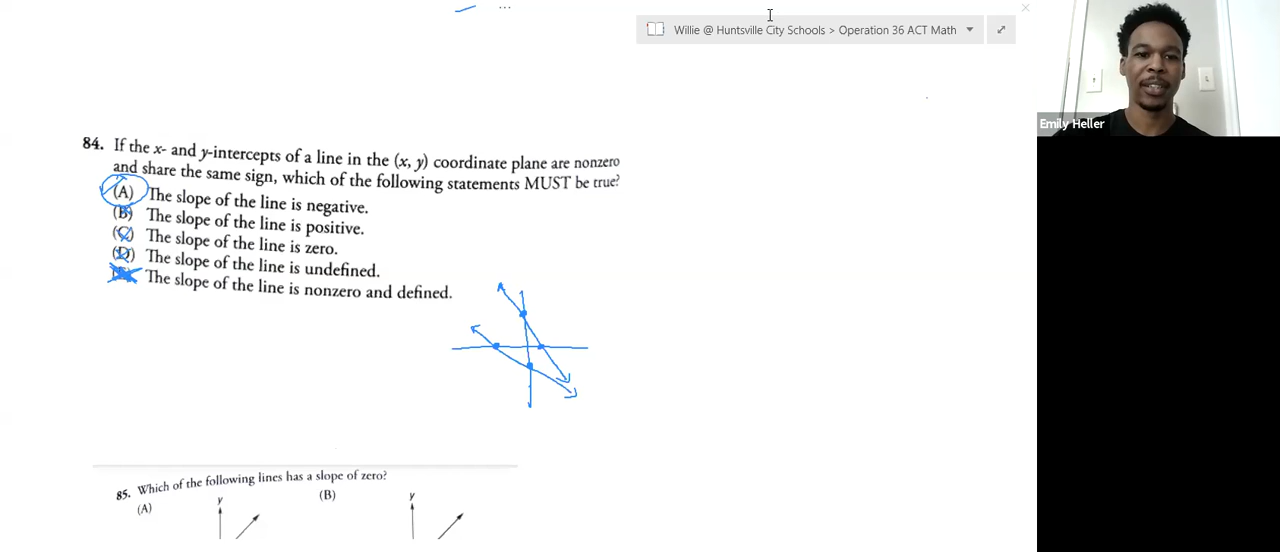 ...
Willie @ Huntsville City Schools > Operation 36 ACT Math
Emily Heller
84. If the x- and y-intercepts of a line in the (x, y) coordinate plane are nonzero
and share the same sign, which of the following statements MUST be true?
(A) The slope of the line is negative.
(B) The slope of the line is positive.
(C) The slope of the line is zero.
(D) The slope of the line is undefined.
The slope of the line is nonzero and defined.
85. Which of the following lines has a slope of zero?
(A)
y
(B)
y